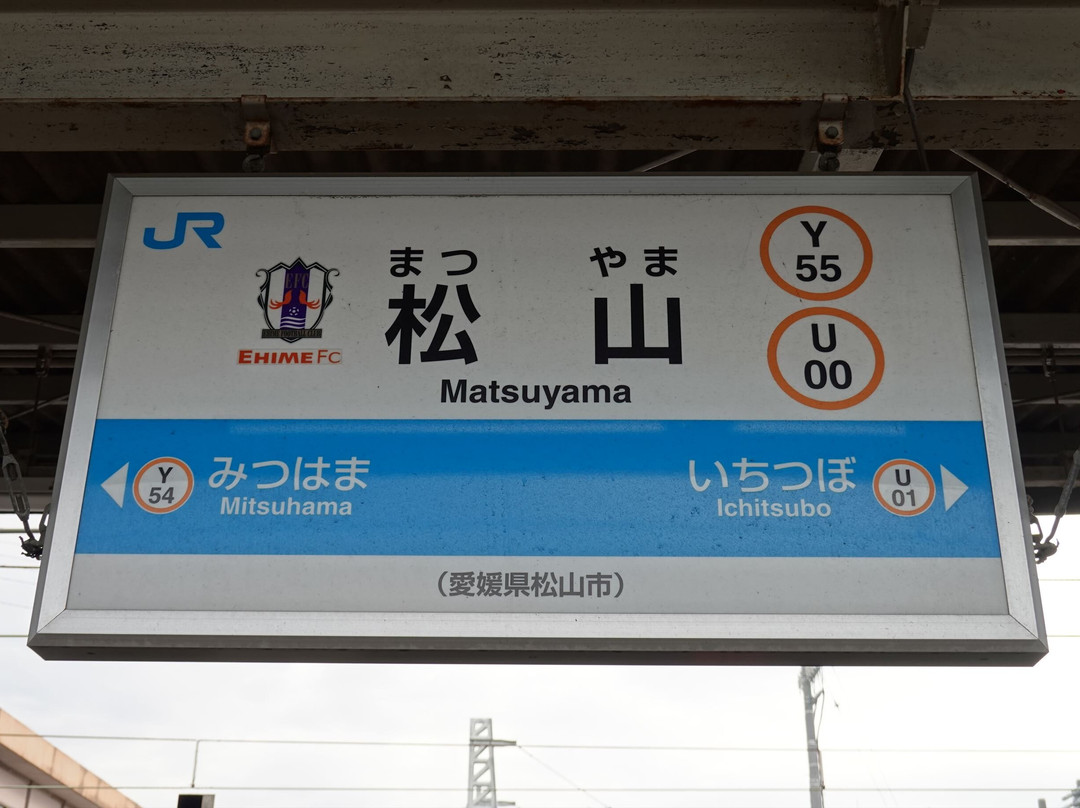 JR
EFC
EHIME FC
まつ やま
松 山
Matsuyama
Y
55
U
00
Y
54
みつはま
Mitsuhama
いちつぼ
Ichitsubo
U
01
（愛媛県松山市）